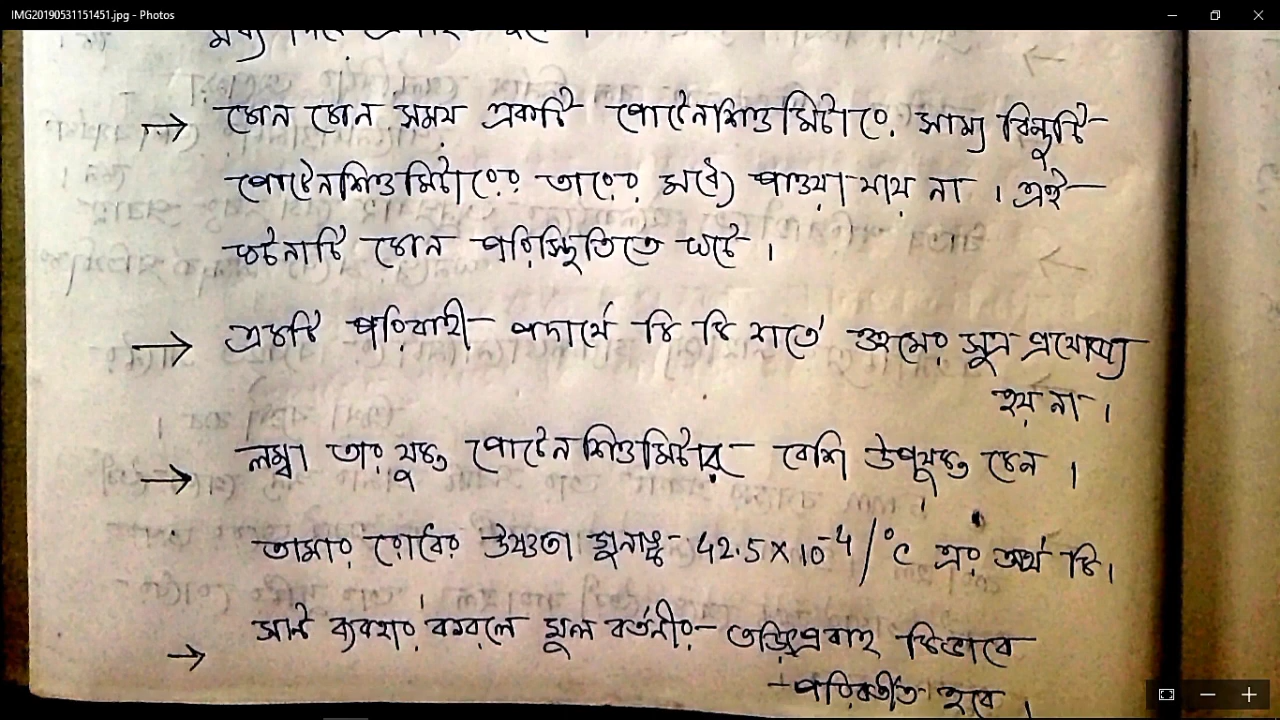 IMG20190531151451.jpg - Photos
কোন কোন সময় একটি পোটেনশিওমিটারে সাম্য বিন্দুটি
পোটেনশিওমিটারের তারের মধ্যে পাওয়া যায় না । এই
ঘটনাটি কোন পরিস্থিতিতে ঘটে ।
→ একটি পরিবাহী পদার্থে কি কি শর্তে ওহমের সূত্র প্রযোজ্য
হয় না ।
→ লম্বা তার যুক্ত পোটেনশিওমিটার বেশি উপযুক্ত কেন ।
তামার রোধের উষ্ণতা গুনাঙ্ক 42.5×10⁻⁴/°C এর অর্থ কি।
→ সান্ট ব্যবহার করলে মূল বর্তনীর তড়িৎপ্রবাহ কিভাবে
পরিবর্তীত হবে ।